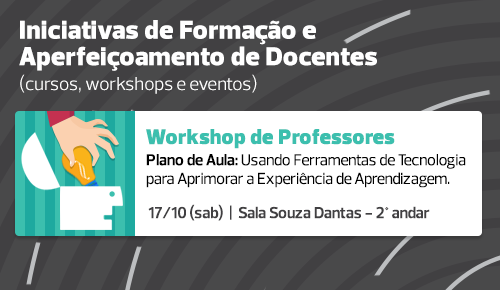 Iniciativas de Formação e
Aperfeiçoamento de Docentes
(cursos, workshops e eventos)
Workshop de Professores
Plano de Aula: Usando Ferramentas de Tecnologia
para Aprimorar a Experiência de Aprendizagem.
17/10 (sab) | Sala Souza Dantas – 2° andar